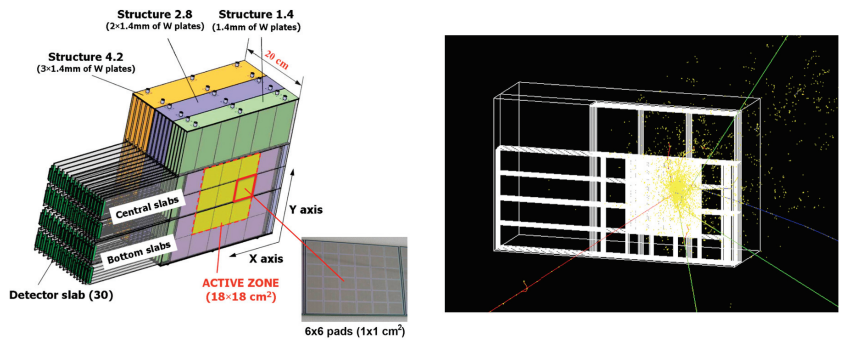 Structure 2.8
(2×1.4mm of W plates)
Structure 1.4
(1.4mm of W plates)
Structure 4.2
(3×1.4mm of W plates)
20 cm
Central slabs
Bottom slabs
Y axis
X axis
ACTIVE ZONE
(18×18 cm²)
Detector slab (30)
6x6 pads (1x1 cm²)